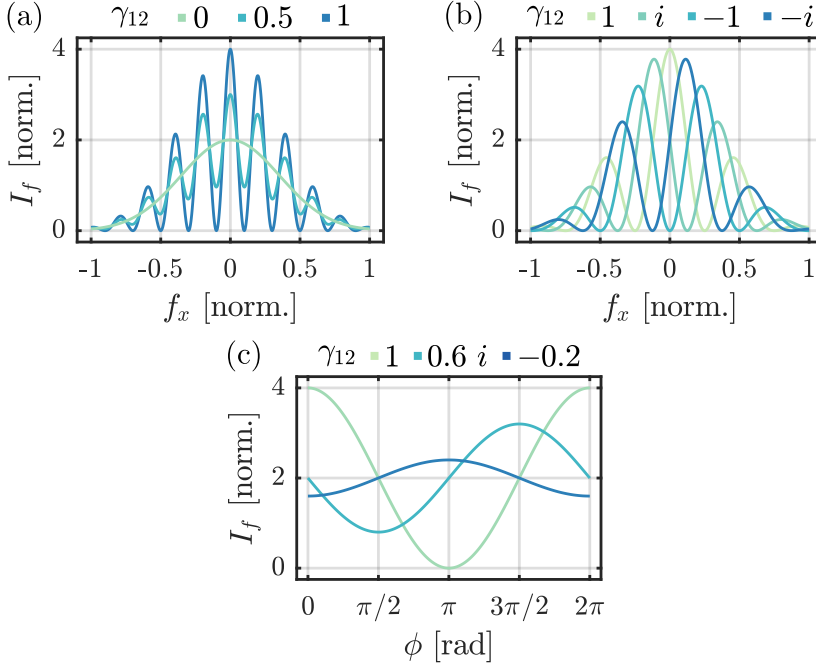 (a) γ₁₂ 0 0.5 1
I_f [norm.]
4
2
0
-1 -0.5 0 0.5 1
f_x [norm.]
(b) γ₁₂ 1 i −1 −i
I_f [norm.]
4
2
0
-1 -0.5 0 0.5 1
f_x [norm.]
(c) γ₁₂ 1 0.6 i −0.2
I_f [norm.]
4
2
0
0 π/2 π 3π/2 2π
ϕ [rad]